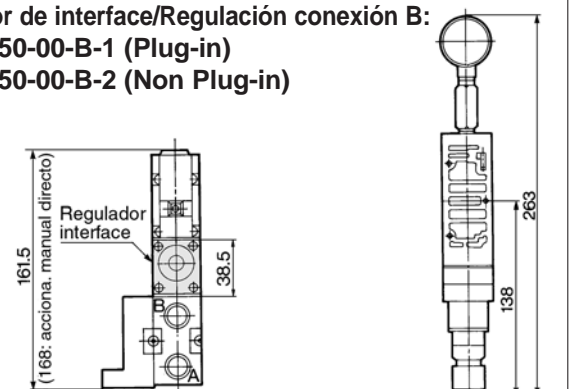 or de interface/Regulación conexión B:
50-00-B-1 (Plug-in)
50-00-B-2 (Non Plug-in)
161.5
(168: acciona. manual directo)
Regulador
interface
38.5
B
A
263
138